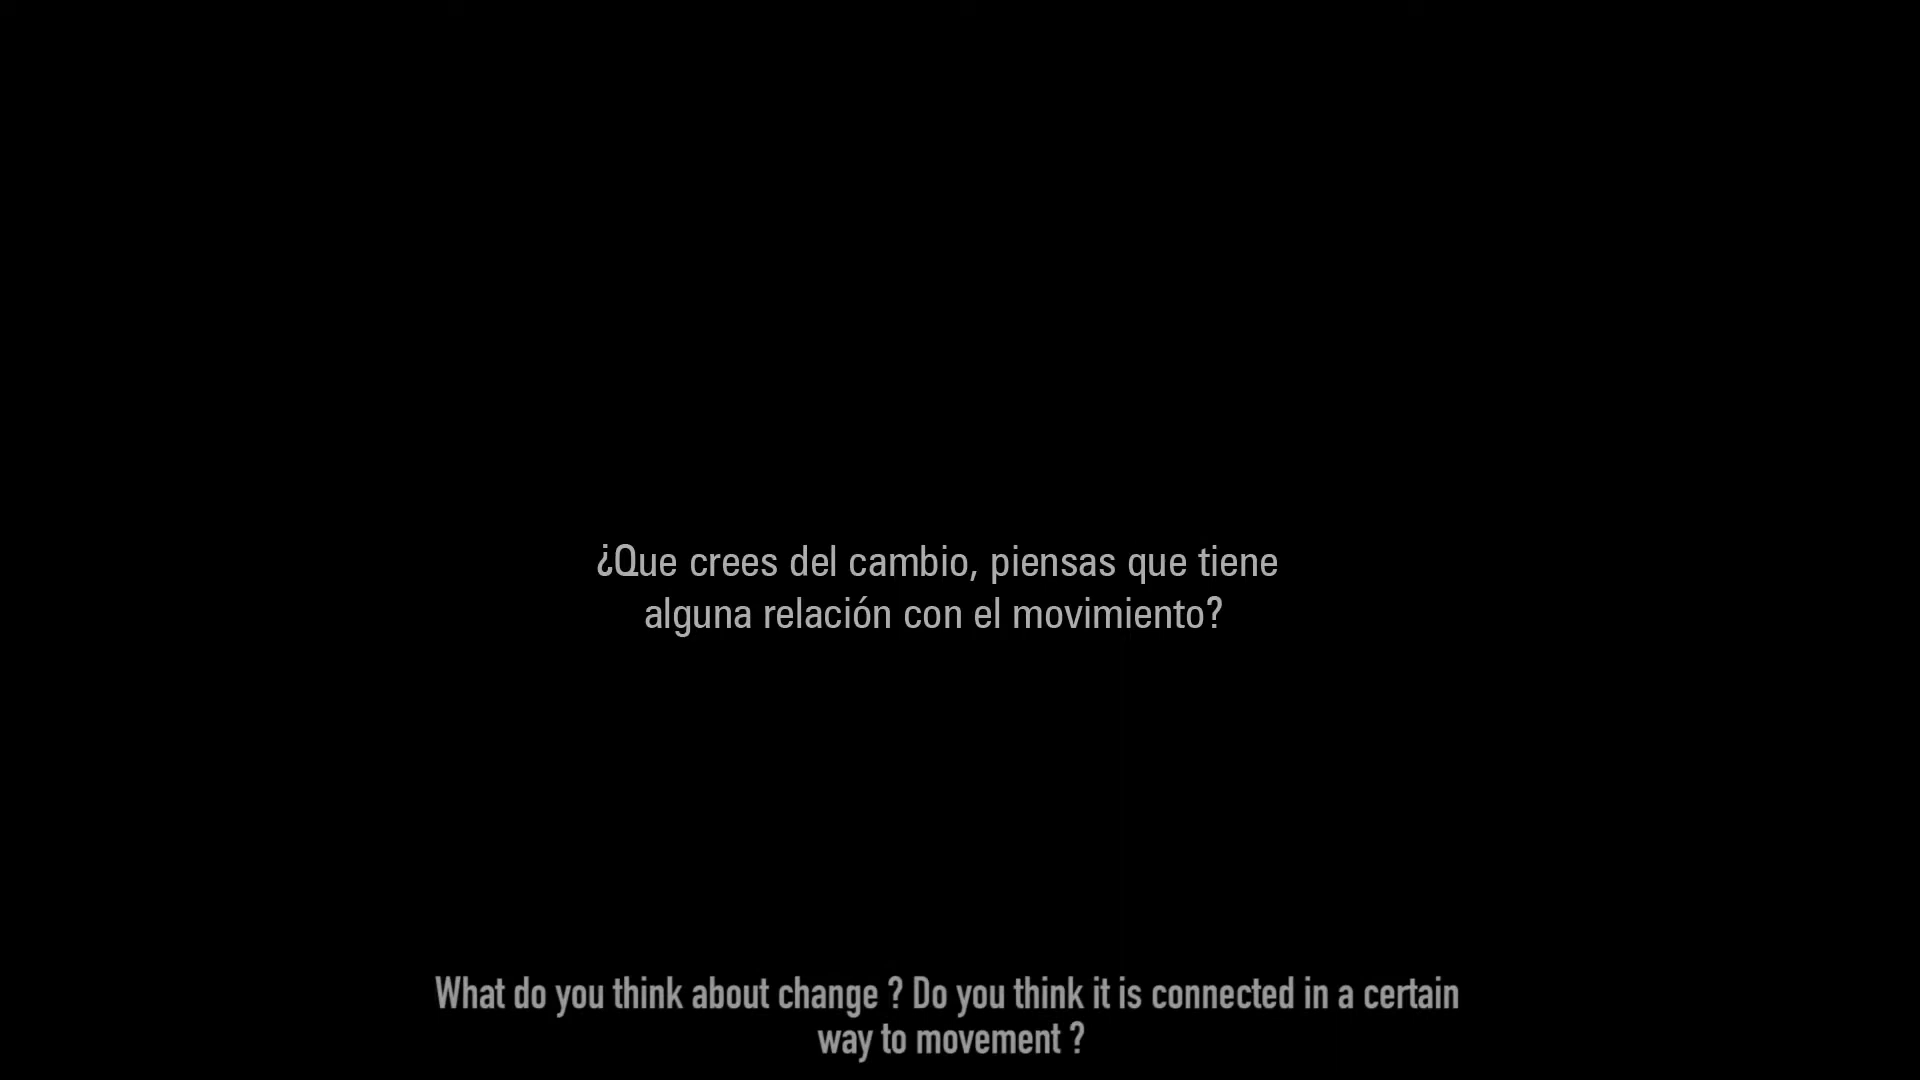 ¿Que crees del cambio, piensas que tiene
alguna relación con el movimiento?
What do you think about change ? Do you think it is connected in a certain
way to movement ?